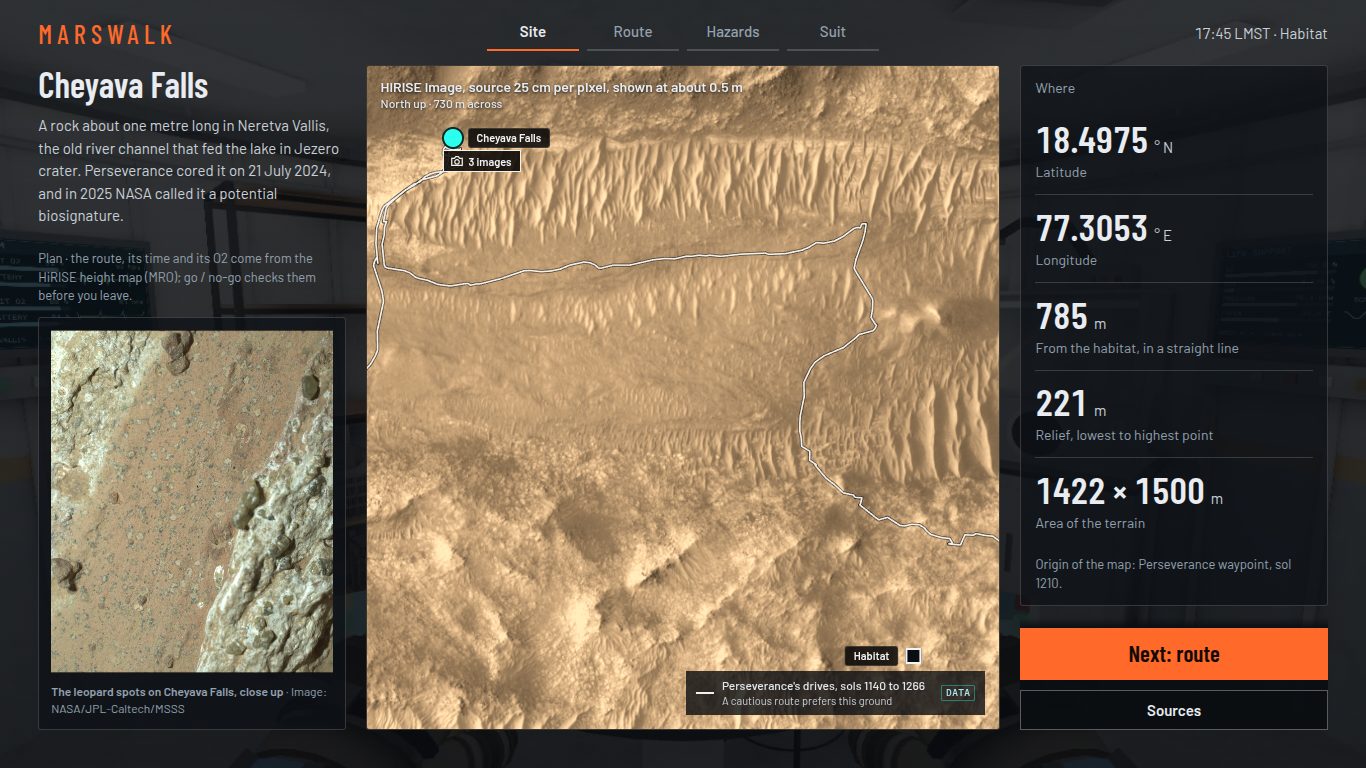 MARSWALK
Site
Route
Hazards
Suit
17:45 LMST · Habitat
Cheyava Falls
A rock about one metre long in Neretva Vallis,
the old river channel that fed the lake in Jezero
crater. Perseverance cored it on 21 July 2024,
and in 2025 NASA called it a potential
biosignature.
Plan · the route, its time and its O2 come from the
HiRISE height map (MRO); go / no-go checks them
before you leave.
The leopard spots on Cheyava Falls, close up · Image:
NASA/JPL-Caltech/MSSS
HiRISE image, source 25 cm per pixel, shown at about 0.5 m
North up · 730 m across
Cheyava Falls
3 images
Habitat
Perseverance's drives, sols 1140 to 1266
A cautious route prefers this ground
DATA
Where
18.4975 ° N
Latitude
77.3053 ° E
Longitude
785 m
From the habitat, in a straight line
221 m
Relief, lowest to highest point
1422 × 1500 m
Area of the terrain
Origin of the map: Perseverance waypoint, sol
1210.
Next: route
Sources